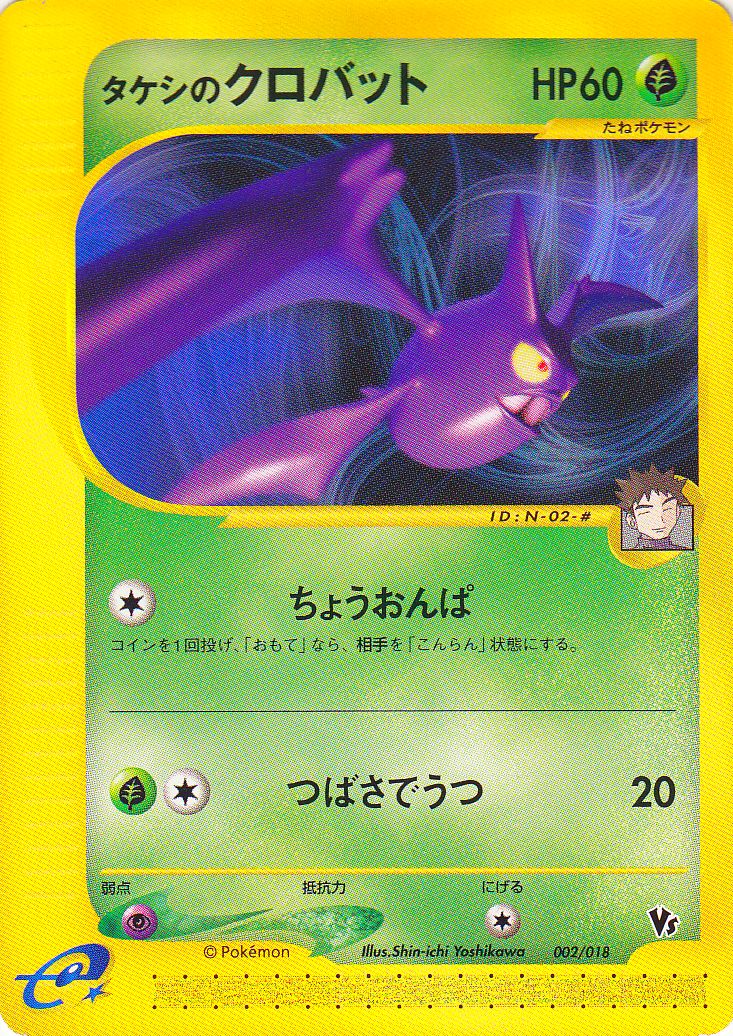 タケシのクロバット HP60
たねポケモン
ID:N-02-#
ちょうおんぱ
コインを1回投げ、「おもて」なら、相手を「こんらん」状態にする。
つばさでうつ 20
弱点 抵抗力 にげる
Vs
© Pokémon Illus.Shin-ichi Yoshikawa 002/018
e